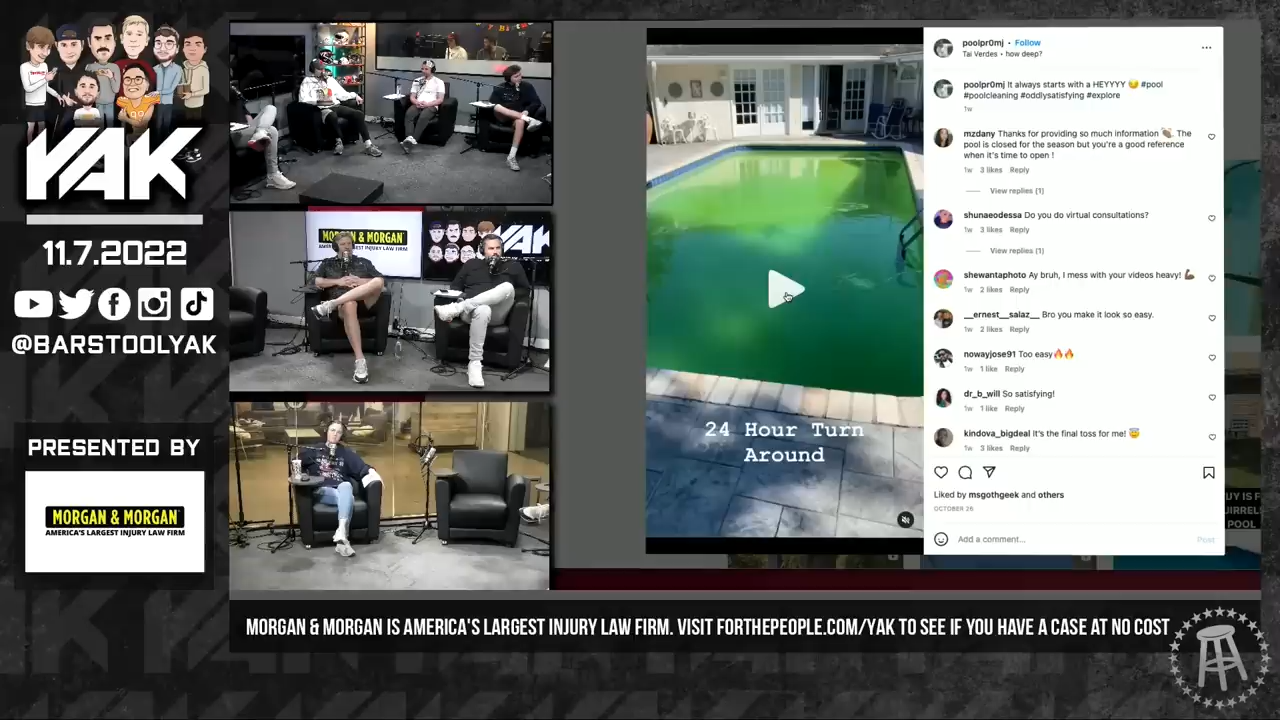 YAK
11.7.2022
@BARSTOOLYAK
PRESENTED BY
MORGAN & MORGAN
AMERICA'S LARGEST INJURY LAW FIRM
MORGAN & MORGAN
YAK
24 Hour Turn
Around
poolpr0mj • Follow
Tai Verdes • how deep?
poolpr0mj It always starts with a HEYYYY 😏 #pool
#poolcleaning #oddlysatisfying #explore
1w
mzdany Thanks for providing so much information 👏🏽. The
pool is closed for the season but you're a good reference
when it's time to open !
1w 3 likes Reply
View replies (1)
shunaeodessa Do you do virtual consultations?
1w 3 likes Reply
View replies (1)
shewantaphoto Ay bruh, I mess with your videos heavy! 💪🏿
1w 2 likes Reply
__ernest__salaz__ Bro you make it look so easy.
1w 2 likes Reply
nowayjose91 Too easy🔥🔥
1w 1 like Reply
dr_b_will So satisfying!
1w 1 like Reply
kindova_bigdeal It's the final toss for me! 😇
1w 3 likes Reply
Liked by msgothgeek and others
OCTOBER 26
Add a comment...
Post
POOL
MORGAN & MORGAN IS AMERICA'S LARGEST INJURY LAW FIRM. VISIT FORTHEPEOPLE.COM/YAK TO SEE IF YOU HAVE A CASE AT NO COST